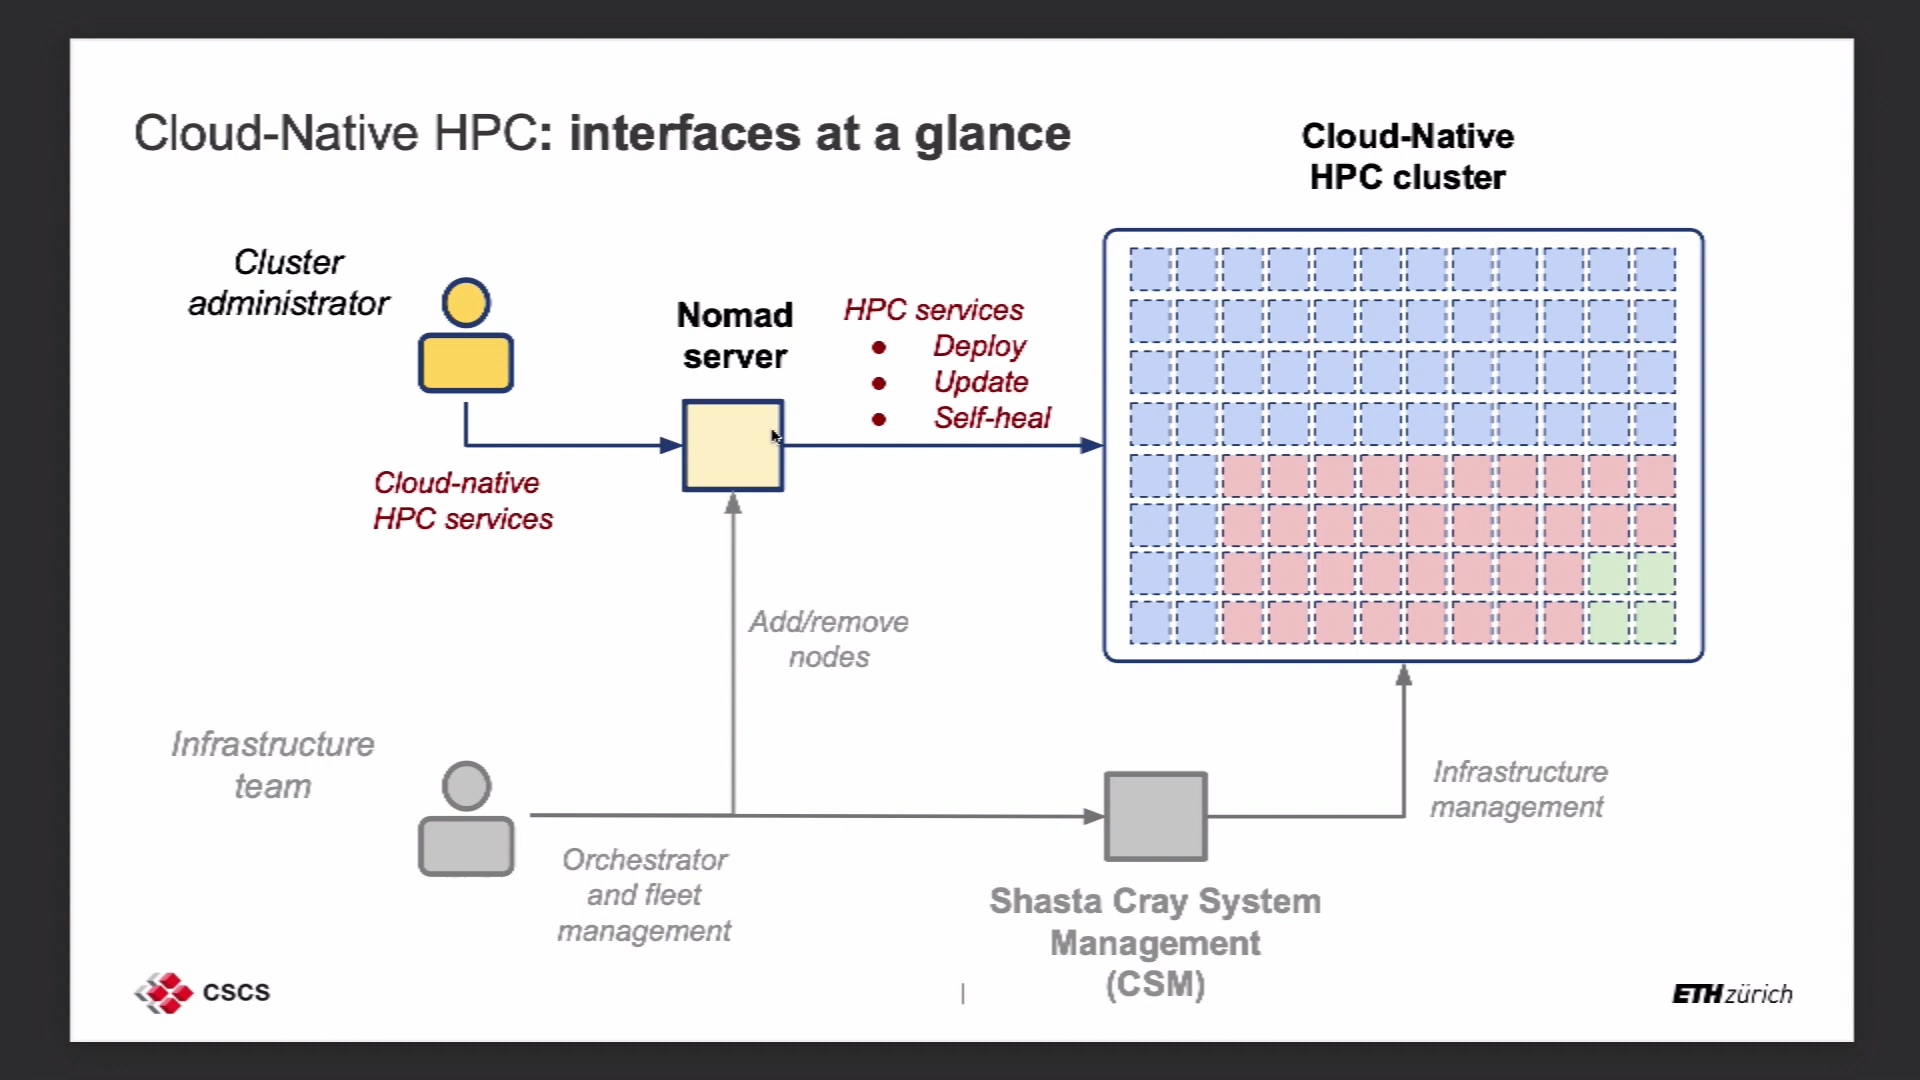 Cloud-Native HPC: interfaces at a glance
Cloud-Native
HPC cluster
Cluster
administrator
Nomad
server
HPC services
● Deploy
● Update
● Self-heal
Cloud-native
HPC services
Add/remove
nodes
Infrastructure
team
Orchestrator
and fleet
management
Infrastructure
management
Shasta Cray System
Management
(CSM)
CSCS
|
ETH zürich